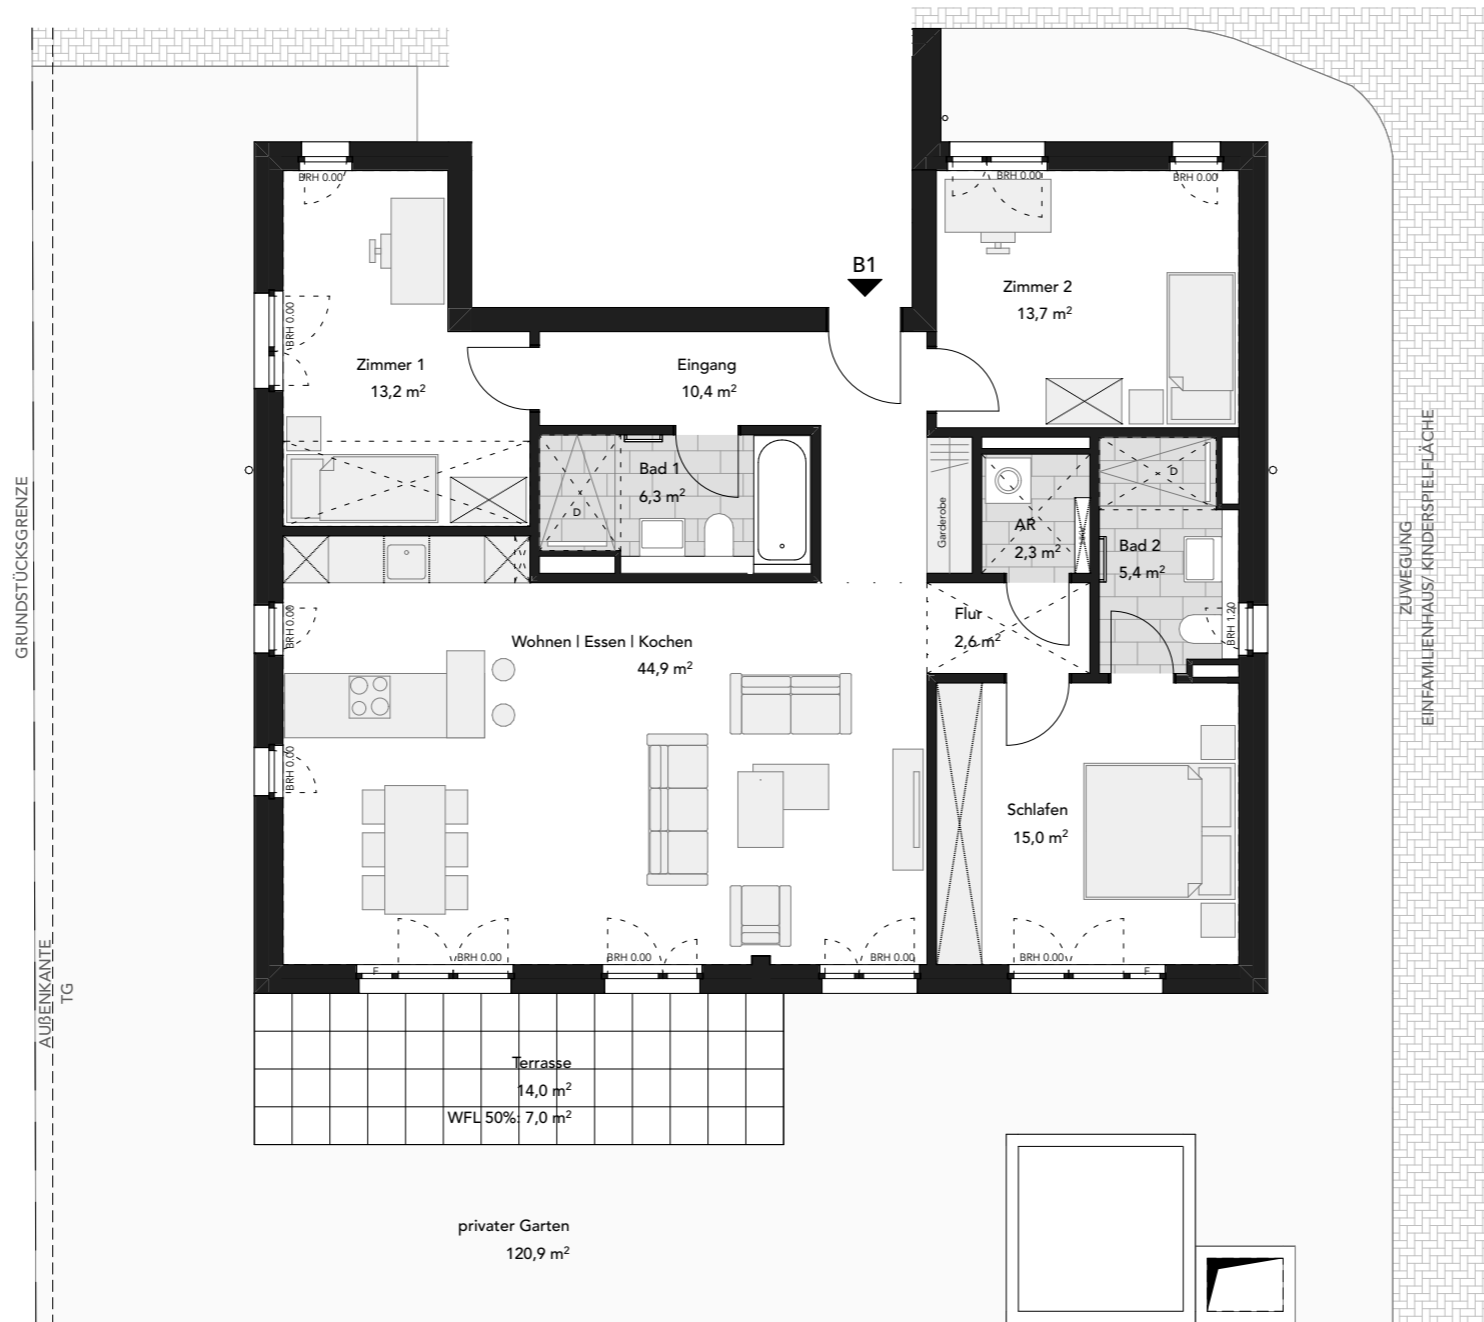 B1
BRH 0.00
BRH 0.00
BRH 0.00
BRH 0.00
Zimmer 1
13,2 m²
Eingang
10,4 m²
Zimmer 2
13,7 m²
Bad 1
6,3 m²
D
Garderobe
AR
2,3 m²
Bad 2
5,4 m²
D
BRH 1.20
Flur
2,6 m²
BRH 0.00
Wohnen | Essen | Kochen
44,9 m²
BRH 0.00
Schlafen
15,0 m²
F
BRH 0.00
BRH 0.00
BRH 0.00
BRH 0.00
F
Terrasse
14,0 m²
WFL 50%: 7,0 m²
privater Garten
120,9 m²
GRUNDSTÜCKSGRENZE
AUßENKANTE
TG
ZUWEGUNG
EINFAMILIENHAUS/ KINDERSPIELFLÄCHE